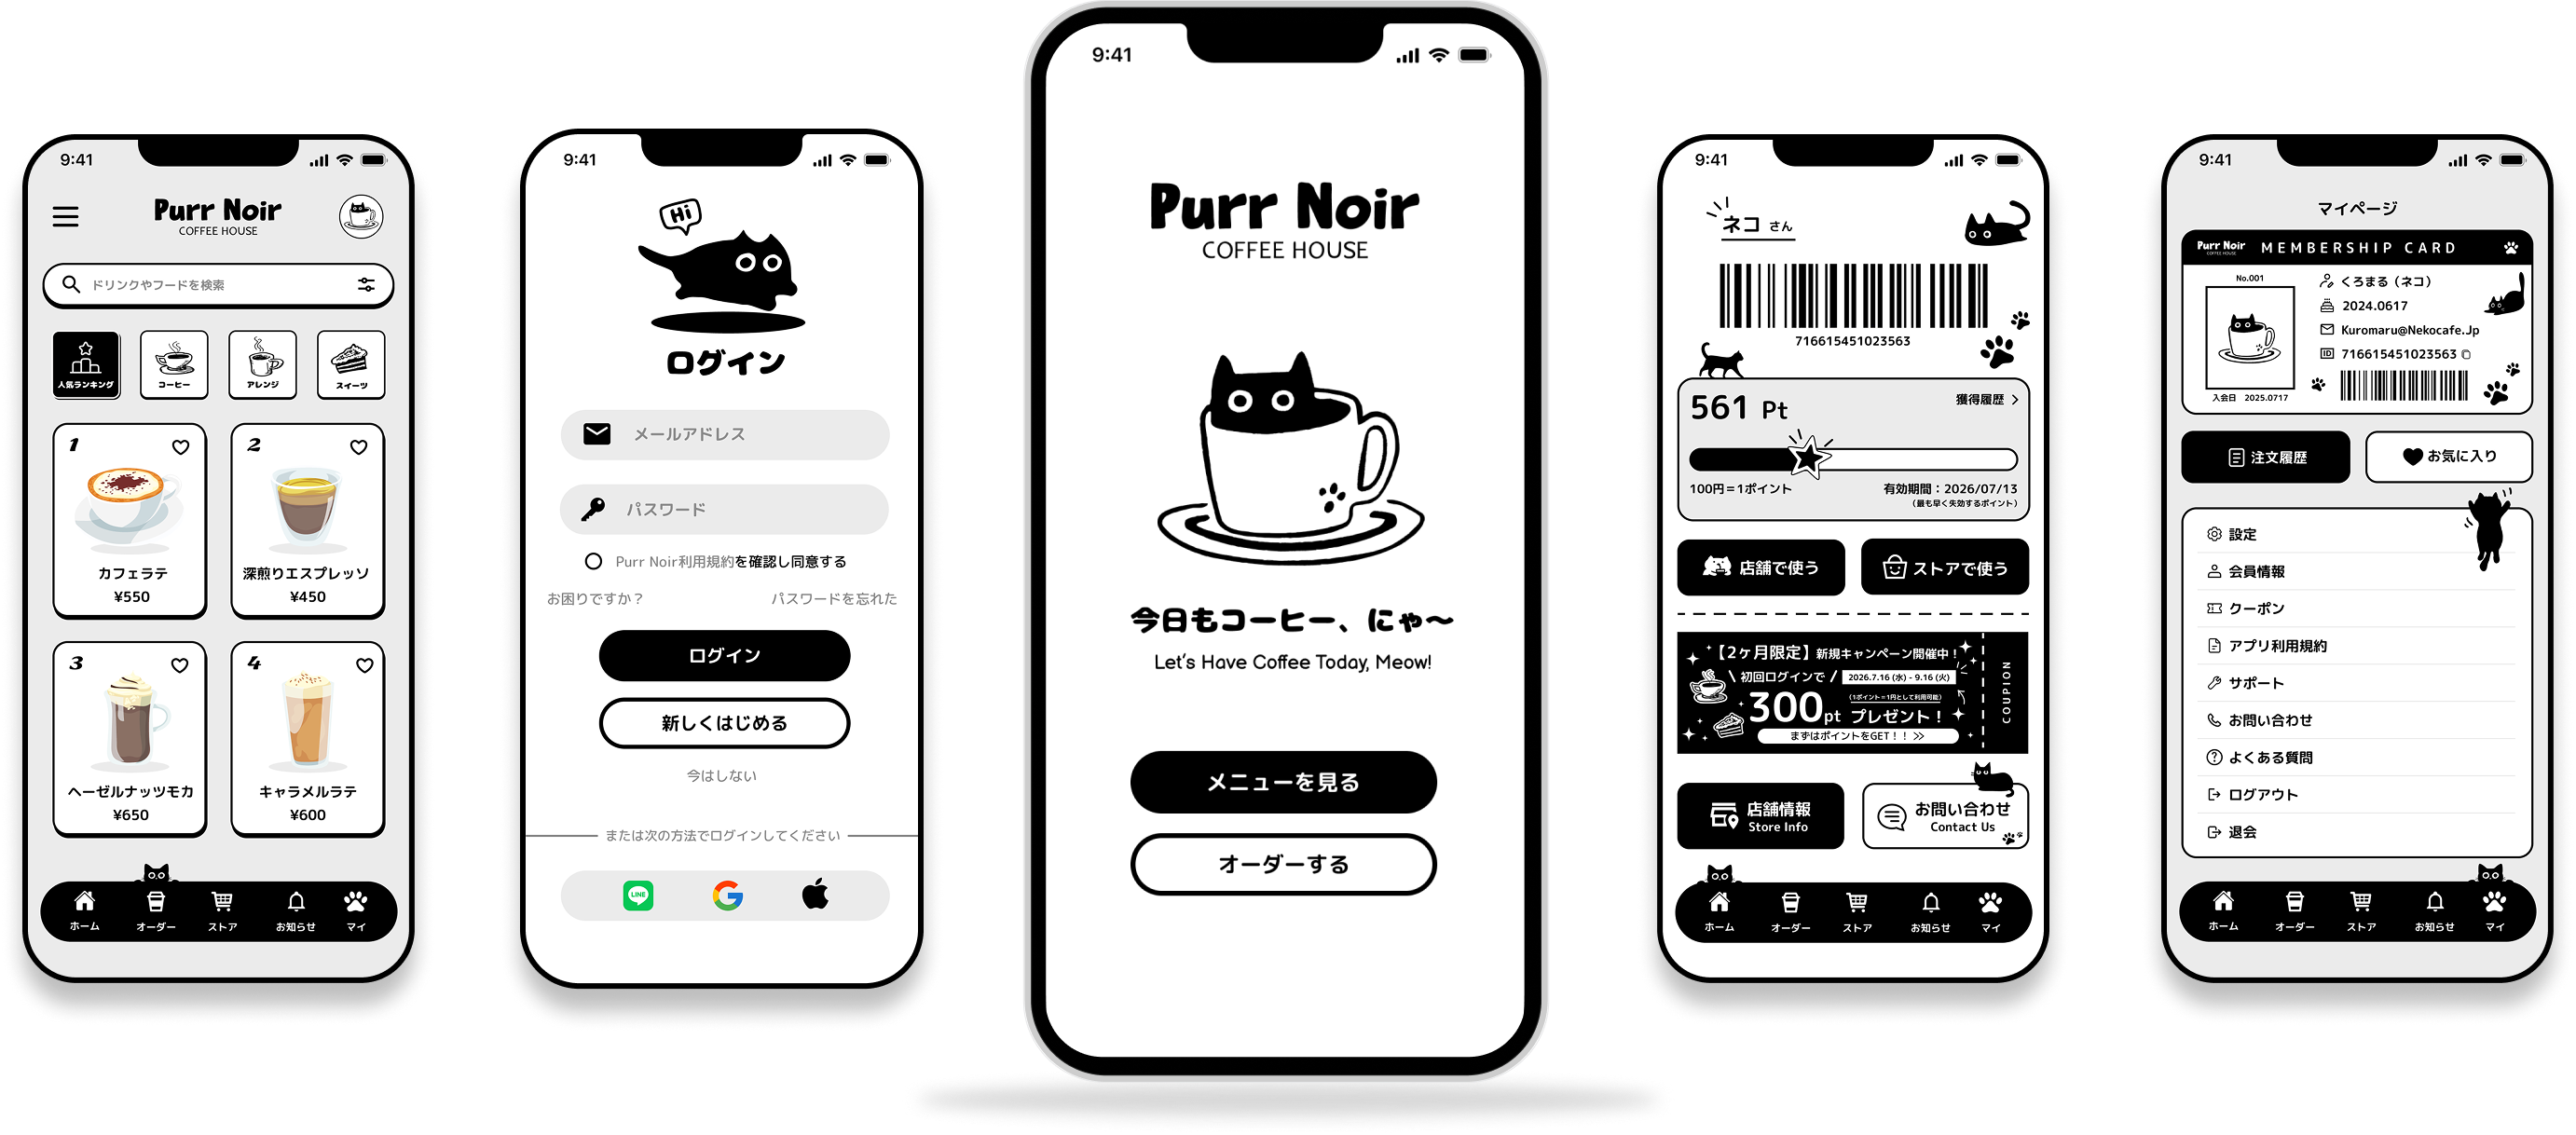 9:41
Purr Noir
COFFEE HOUSE
ドリンクやフードを検索
人気ランキング
コーヒー
アレンジ
スイーツ
1
2
カフェラテ
¥550
深煎りエスプレッソ
¥450
3
4
ヘーゼルナッツモカ
¥650
キャラメルラテ
¥600
ホーム
オーダー
ストア
お知らせ
マイ
9:41
Hi
ログイン
メールアドレス
パスワード
Purr Noir利用規約を確認し同意する
お困りですか？
パスワードを忘れた
ログイン
新しくはじめる
今はしない
または次の方法でログインしてください
LINE
G
9:41
Purr Noir
COFFEE HOUSE
今日もコーヒー、にゃ〜
Let's Have Coffee Today, Meow!
メニューを見る
オーダーする
9:41
ネコ さん
716615451023563
561 Pt
獲得履歴 >
100円＝1ポイント
有効期間：2026/07/13
（最も早く失効するポイント）
店舗で使う
ストアで使う
【2ヶ月限定】新規キャンペーン開催中！
\ 初回ログインで /
2026.7.16 (水) - 9.16 (火)
（1ポイント＝1円として利用可能）
300pt プレゼント！
まずはポイントをGET！！ >>
COUPION
店舗情報
Store Info
お問い合わせ
Contact Us
ホーム
オーダー
ストア
お知らせ
マイ
9:41
マイページ
Purr Noir
COFFEE HOUSE
MEMBERSHIP CARD
No.001
くろまる（ネコ）
2024.0617
Kuromaru@Nekocafe.Jp
ID 716615451023563
入会日 2025.0717
注文履歴
お気に入り
設定
会員情報
クーポン
アプリ利用規約
サポート
お問い合わせ
よくある質問
ログアウト
退会
ホーム
オーダー
ストア
お知らせ
マイ